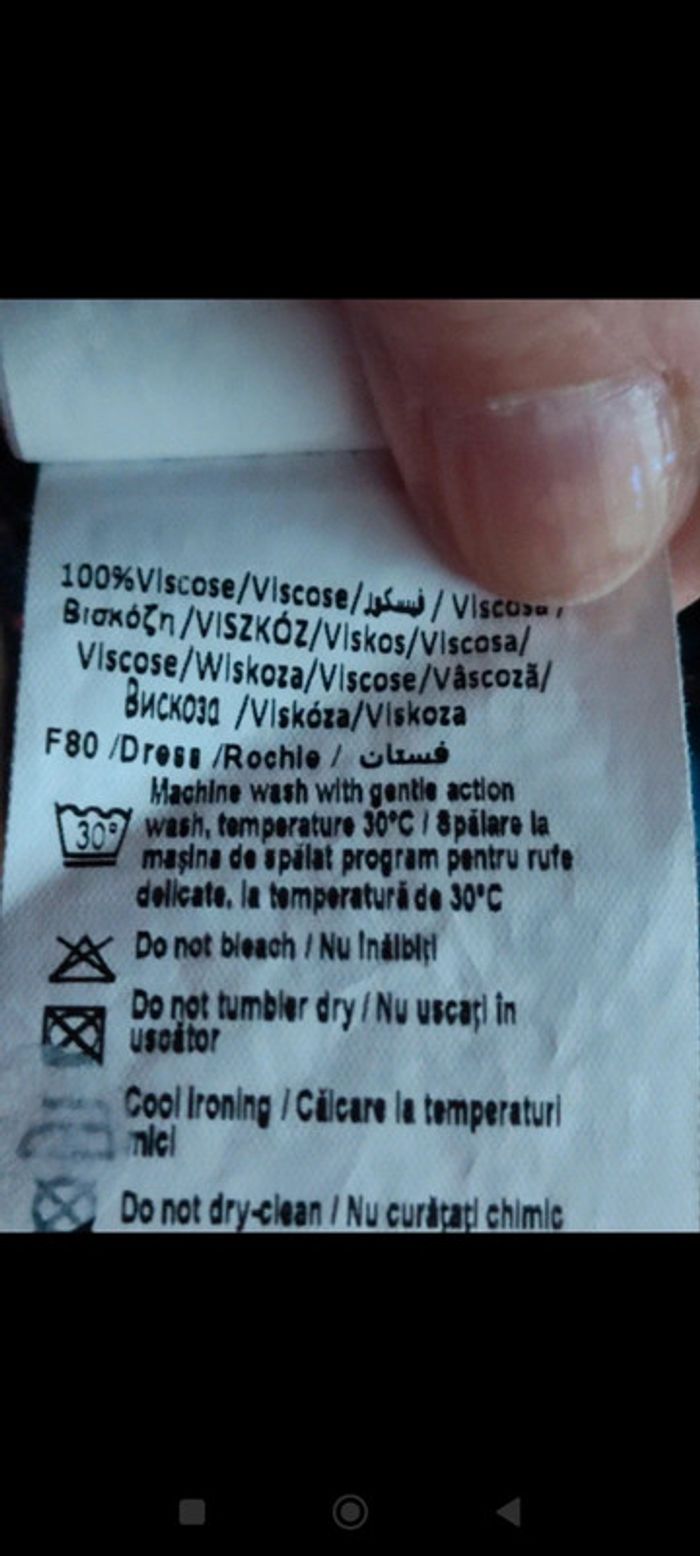 100%Viscose/Viscose/فيسكوز/ Viscosa /
Βισκόζη/VISZKÓZ/Viskos/Viscosa/
Viscose/Wiskoza/Viscose/Vâscoză/
Вискоза /Viskóza/Viskoza
F80 /Dress /Rochie / فستان
Machine wash with gentle action
30° wash, temperature 30°C / Spălare la
mașina de spălat program pentru rufe
delicate, la temperatură de 30°C
Do not bleach / Nu înălbiți
Do not tumbler dry / Nu uscați în
uscător
Cool ironing / Călcare la temperaturi
mici
Do not dry-clean / Nu curățați chimic